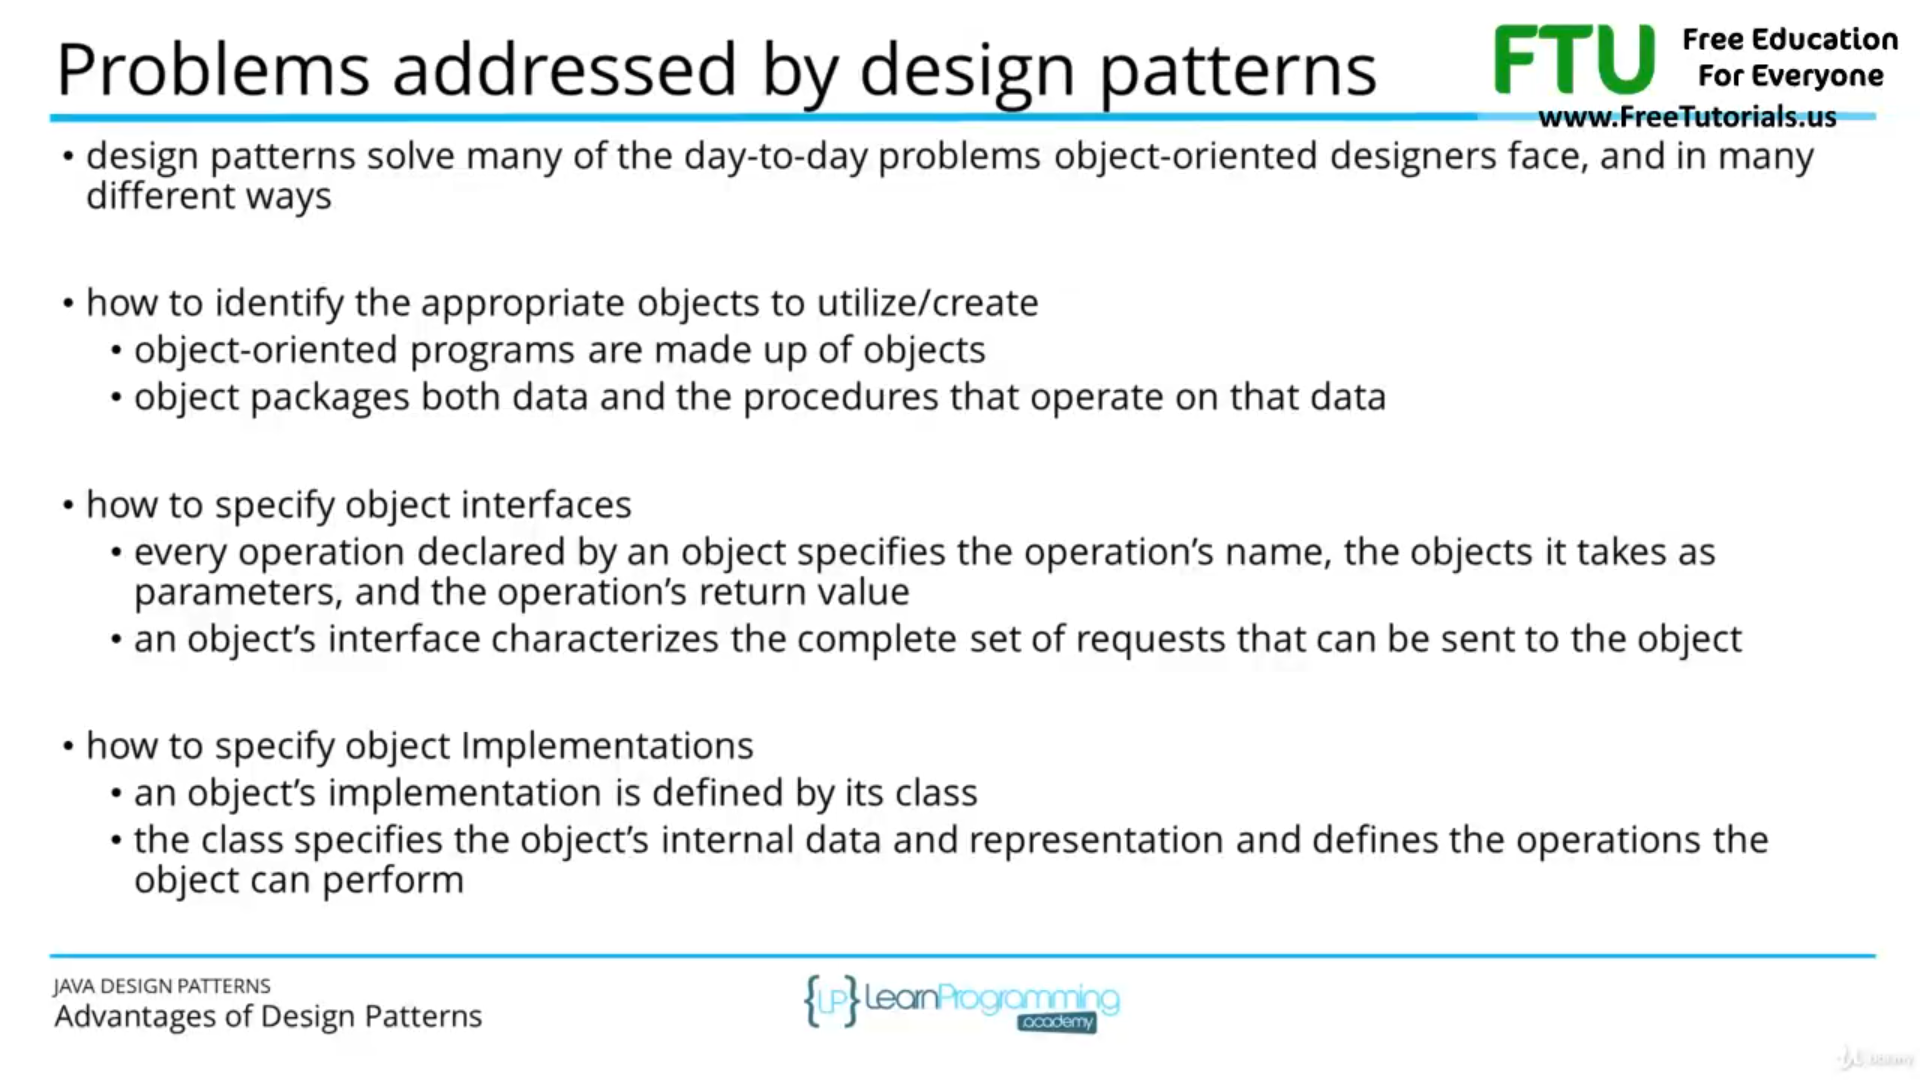 Problems addressed by design patterns
FTU
Free Education
For Everyone
www.FreeTutorials.us
• design patterns solve many of the day-to-day problems object-oriented designers face, and in many
different ways
• how to identify the appropriate objects to utilize/create
• object-oriented programs are made up of objects
• object packages both data and the procedures that operate on that data
• how to specify object interfaces
• every operation declared by an object specifies the operation’s name, the objects it takes as
parameters, and the operation’s return value
• an object’s interface characterizes the complete set of requests that can be sent to the object
• how to specify object Implementations
• an object’s implementation is defined by its class
• the class specifies the object’s internal data and representation and defines the operations the
object can perform
JAVA DESIGN PATTERNS
Advantages of Design Patterns
{LP} LearnProgramming
academy
Udemy